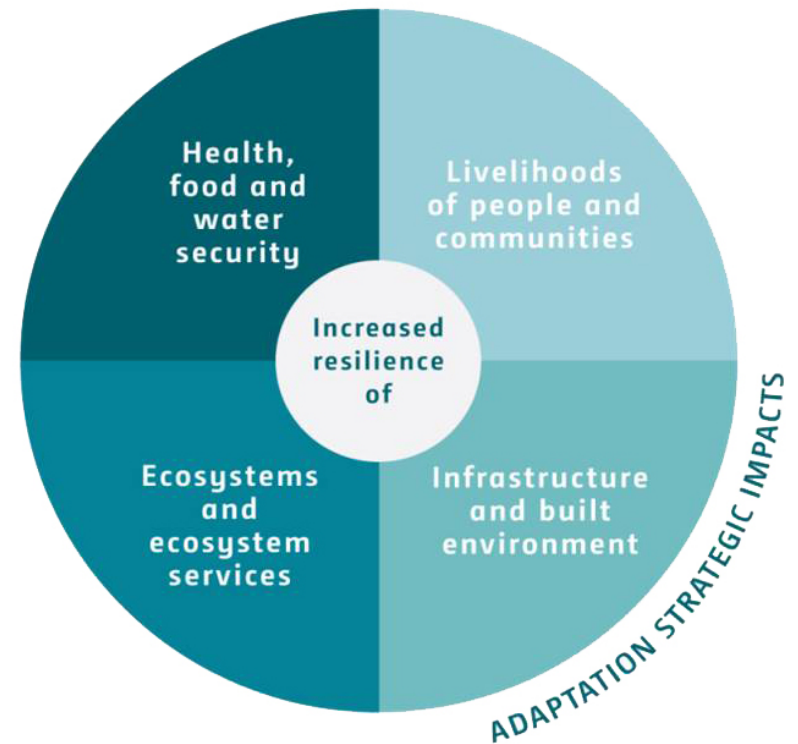 Health,
food and
water
security
Livelihoods
of people and
communities
Increased
resilience
of
Ecosystems
and
ecosystem
services
Infrastructure
and built
environment
ADAPTATION STRATEGIC IMPACTS